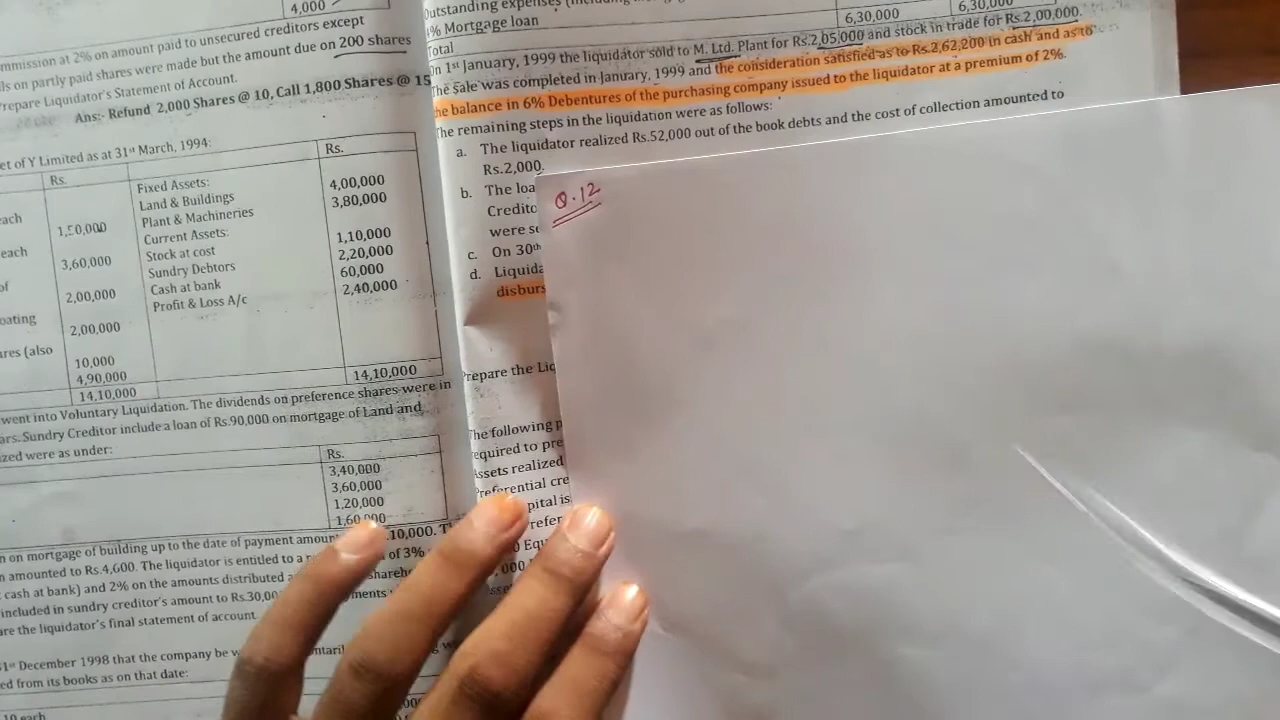 4,000
mmission at 2% on amount paid to unsecured creditors except
lls on partly paid shares were made but the amount due on 200 shares
Prepare Liquidator's Statement of Account.
Ans:- Refund 2,000 Shares @ 10, Call 1,800 Shares @ 15
et of Y Limited as at 31st March, 1994:
Rs.
Rs.
each
1,50,000
each
3,60,000
of
2,00,000
oating
2,00,000
ares (also
10,000
4,90,000
14,10,000
Fixed Assets:
Land & Buildings
4,00,000
Plant & Machineries
3,80,000
Current Assets:
Stock at cost
1,10,000
Sundry Debtors
2,20,000
Cash at bank
60,000
Profit & Loss A/c
2,40,000
14,10,000
went into Voluntary Liquidation. The dividends on preference shares were in
ars. Sundry Creditor include a loan of Rs.90,000 on mortgage of Land and
ized were as under:
Rs.
3,40,000
3,60,000
1,20,000
1,60,000
n on mortgage of building up to the date of payment amoun 10,000. T
n amounted to Rs.4,600. The liquidator is entitled to a of 3%
cash at bank) and 2% on the amounts distributed shareh
included in sundry creditor's amount to Rs.30,00 ments
are the liquidator's final statement of account
1st December 1998 that the company be w
ed from its books as on that date:
10 each
Outstanding expenses
% Mortgage loan
Total
6,30,000
6,30,000
On 1st January, 1999 the liquidator sold to M. Ltd. Plant for Rs.2,05,000 and stock in trade for Rs.2,00,000.
The sale was completed in January, 1999 and the consideration satisfied as to Rs.2,62,200 in cash and as to
he balance in 6% Debentures of the purchasing company issued to the liquidator at a premium of 2%.
The remaining steps in the liquidation were as follows:
a. The liquidator realized Rs.52,000 out of the book debts and the cost of collection amounted to
Rs.2,000.
b. The loa
Credito
were se
c. On 30th
d. Liquida
disburs
Prepare the Liq
The following p
equired to pre
Assets realized
Preferential cre
pital is
refer
0 Equ
,000
Q.12